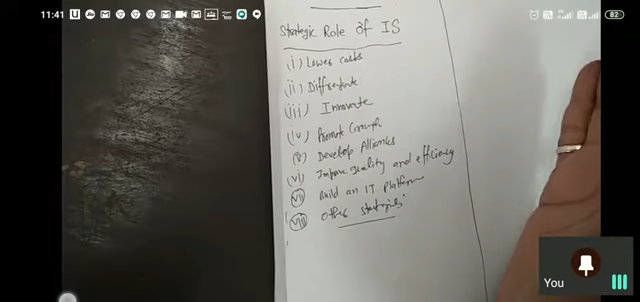 11:41
82
Strategic Role of IS
(i) Lower costs
(ii) Differentiate
(iii) Innovate
(iv) Promote Growth
(v) Develop Alliances
(vi) Improve quality and efficiency
(vii) Build an IT Platform
(viii) Other strategies
You